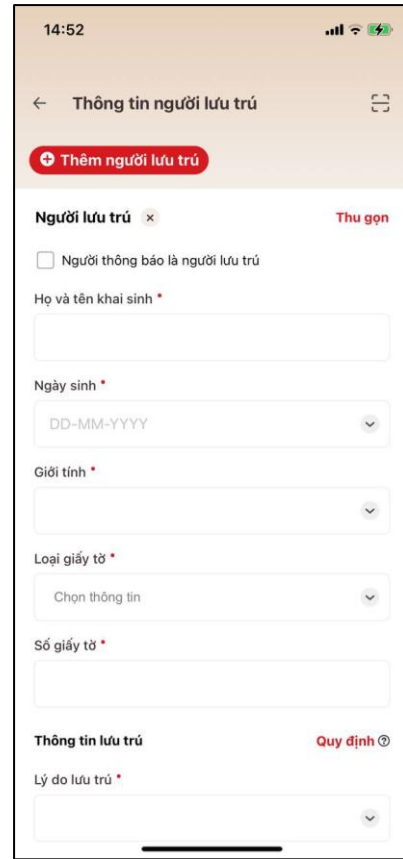 14:52
Thông tin người lưu trú
Thêm người lưu trú
Người lưu trú × Thu gọn
Người thông báo là người lưu trú
Họ và tên khai sinh *
Ngày sinh *
DD-MM-YYYY
Giới tính *
Loại giấy tờ *
Chọn thông tin
Số giấy tờ *
Thông tin lưu trú Quy định
Lý do lưu trú *